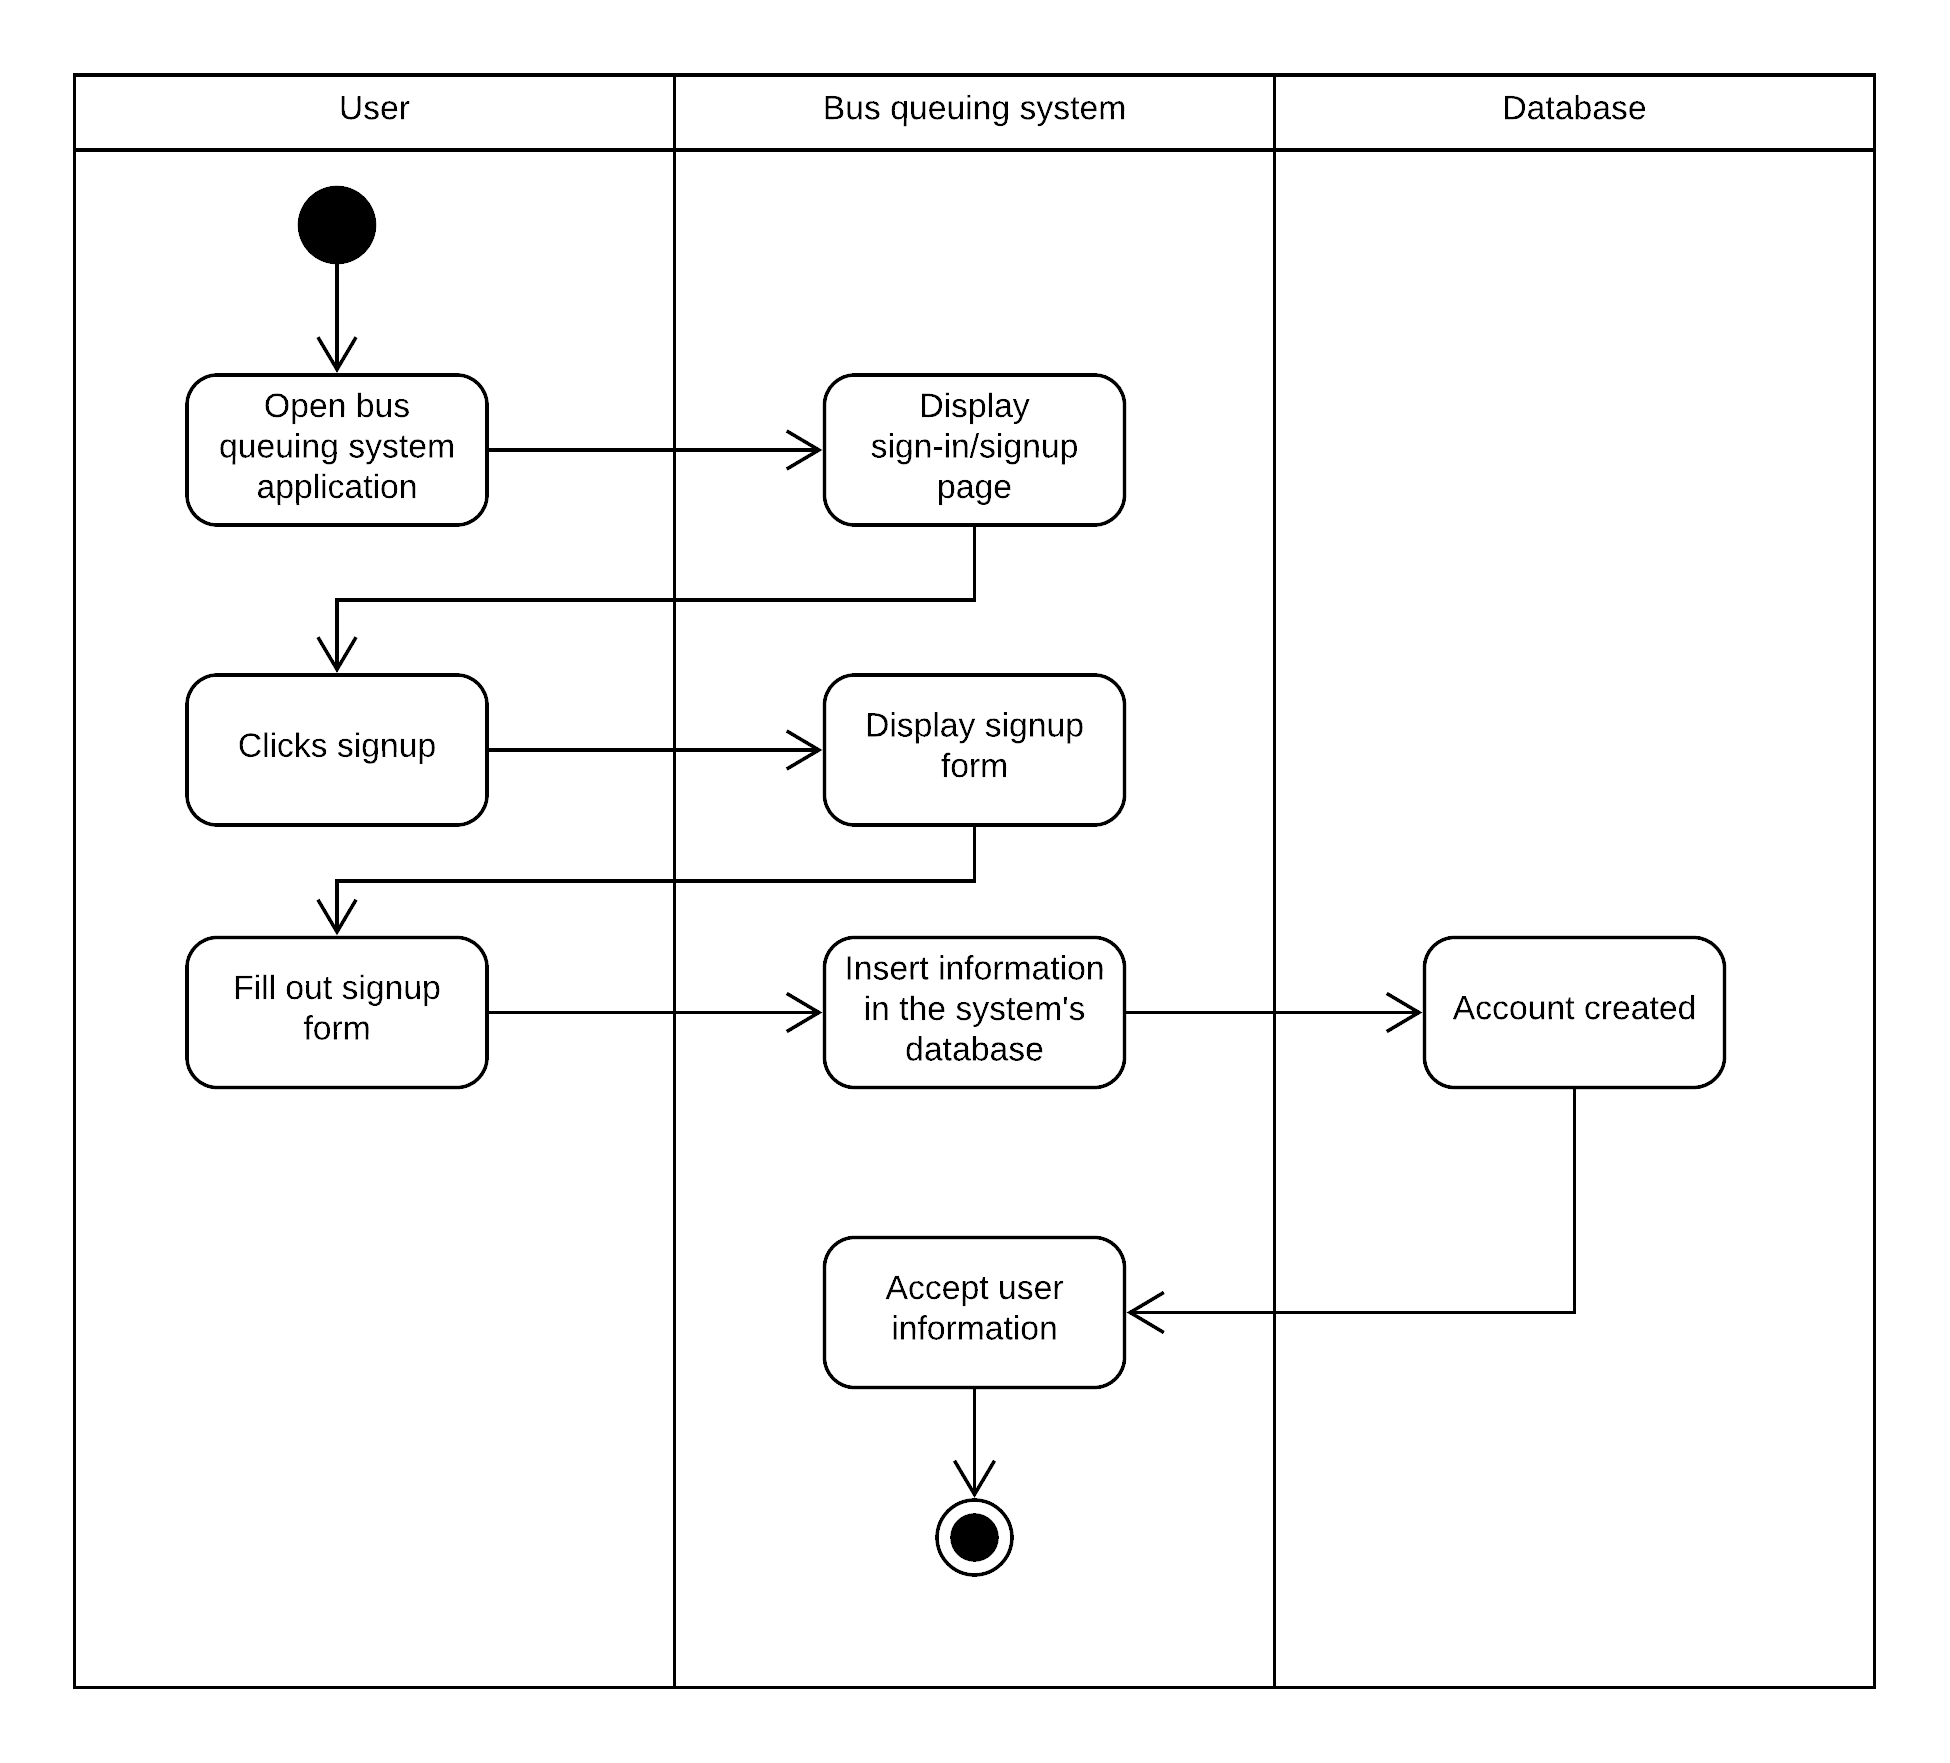 User
Bus queuing system
Database
Open bus
queuing system
application
Display
sign-in/signup
page
Clicks signup
Display signup
form
Fill out signup
form
Insert information
in the system's
database
Account created
Accept user
information